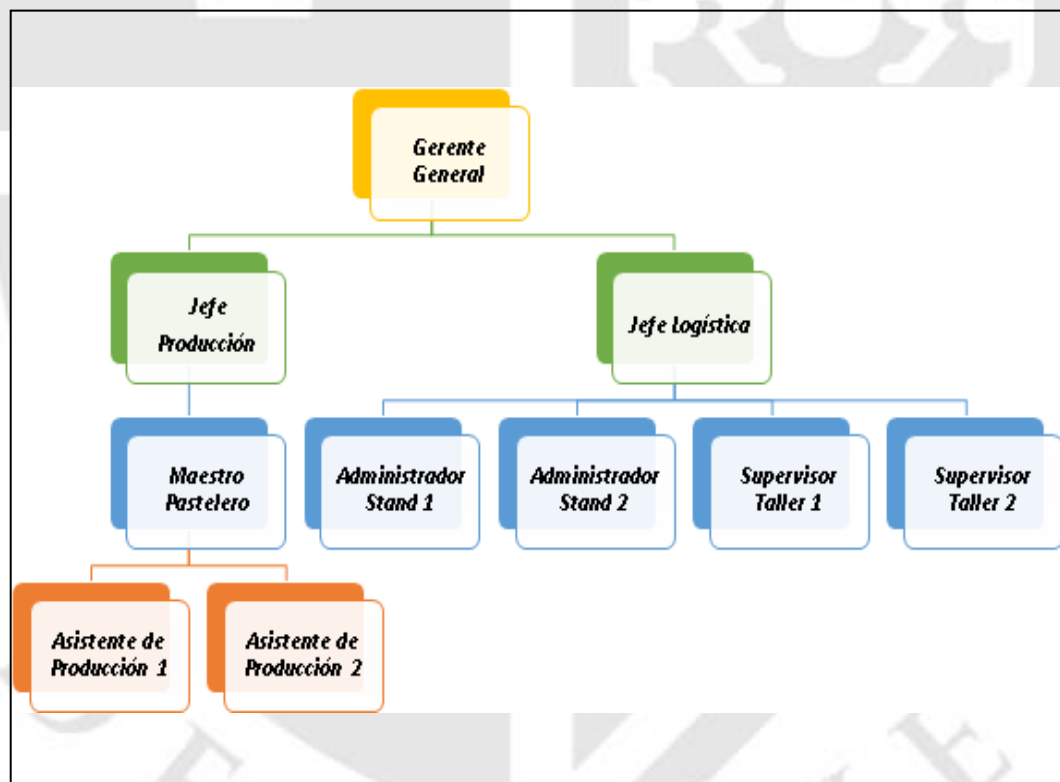 Gerente
General
Jefe
Producción
Jefe Logística
Maestro
Pastelero
Administrador
Stand 1
Administrador
Stand 2
Supervisor
Taller 1
Supervisor
Taller 2
Asistente de
Producción 1
Asistente de
Producción 2